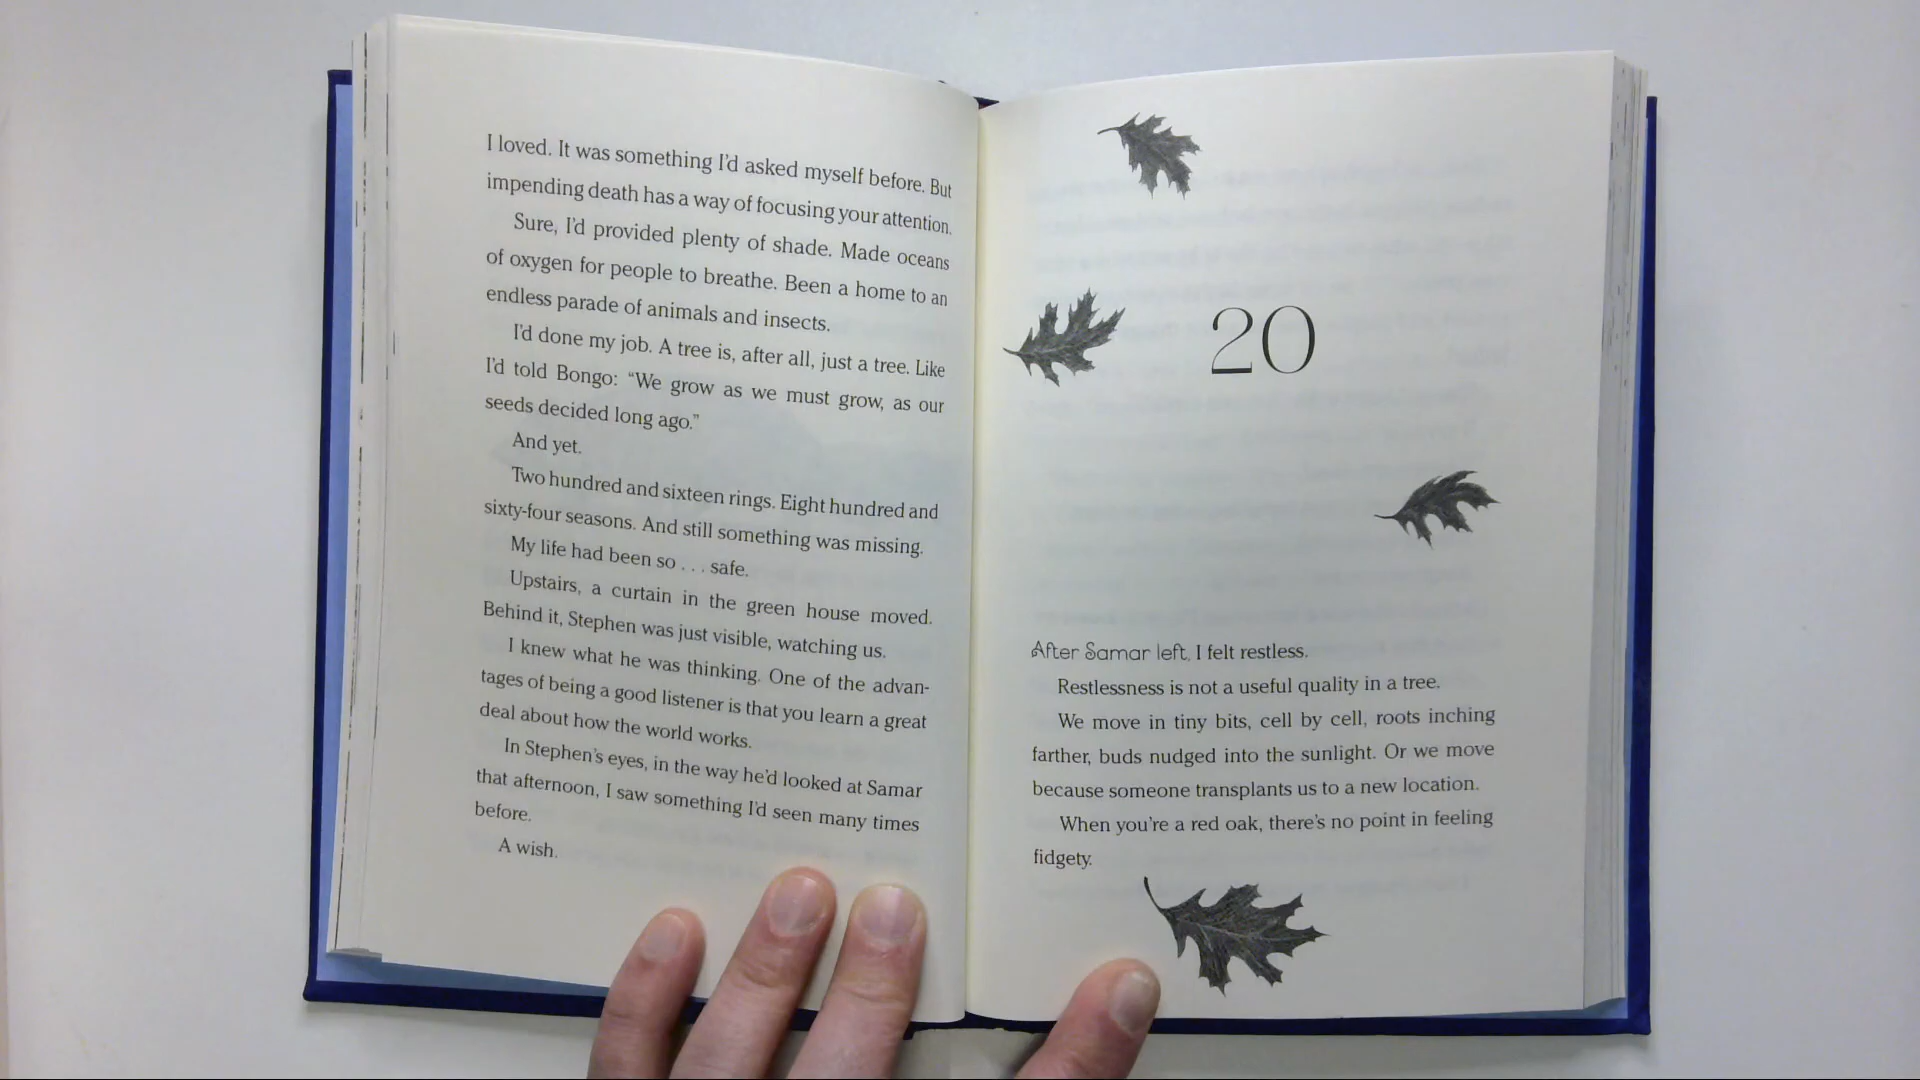 I loved. It was something I'd asked myself before. But
impending death has a way of focusing your attention.
Sure, I'd provided plenty of shade. Made oceans
of oxygen for people to breathe. Been a home to an
endless parade of animals and insects.
I'd done my job. A tree is, after all, just a tree. Like
I'd told Bongo: “We grow as we must grow, as our
seeds decided long ago.”
And yet.
Two hundred and sixteen rings. Eight hundred and
sixty-four seasons. And still something was missing.
My life had been so . . . safe.
Upstairs, a curtain in the green house moved.
Behind it, Stephen was just visible, watching us.
I knew what he was thinking. One of the advan-
tages of being a good listener is that you learn a great
deal about how the world works.
In Stephen's eyes, in the way he'd looked at Samar
that afternoon, I saw something I'd seen many times
before.
A wish.
20
After Samar left, I felt restless.
Restlessness is not a useful quality in a tree.
We move in tiny bits, cell by cell, roots inching
farther, buds nudged into the sunlight. Or we move
because someone transplants us to a new location.
When you're a red oak, there's no point in feeling
fidgety.